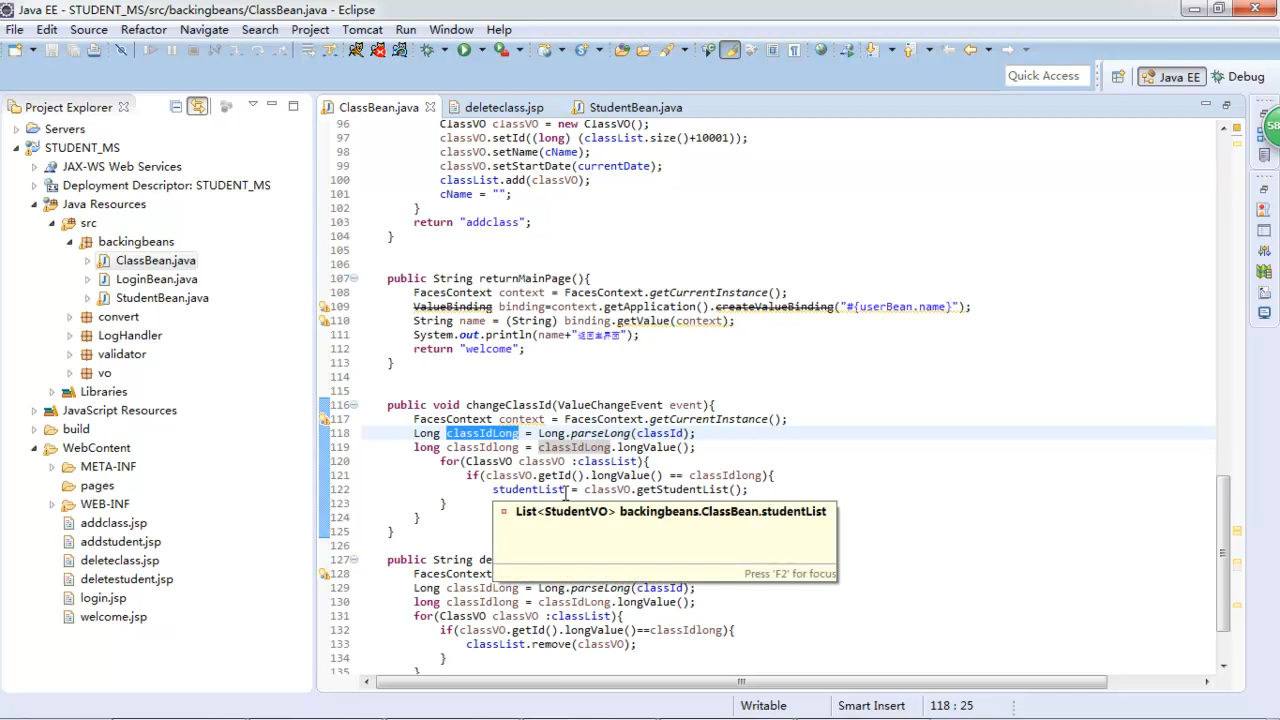 Java EE - STUDENT_MS/src/backingbeans/ClassBean.java - Eclipse
File Edit Source Refactor Navigate Search Project Tomcat Run Window Help
Quick Access Java EE Debug
Project Explorer
Servers
STUDENT_MS
JAX-WS Web Services
Deployment Descriptor: STUDENT_MS
Java Resources
src
backingbeans
ClassBean.java
LoginBean.java
StudentBean.java
convert
LogHandler
validator
vo
Libraries
JavaScript Resources
build
WebContent
META-INF
pages
WEB-INF
addclass.jsp
addstudent.jsp
deleteclass.jsp
deletestudent.jsp
login.jsp
welcome.jsp
ClassBean.java deleteclass.jsp StudentBean.java
96 ClassVO classVO = new ClassVO();
97 classVO.setId((long) (classList.size()+10001));
98 classVO.setName(cName);
99 classVO.setStartDate(currentDate);
100 classList.add(classVO);
101 cName = "";
102 }
103 return "addclass";
104 }
105
106
107 public String returnMainPage(){
108 FacesContext context = FacesContext.getCurrentInstance();
109 ValueBinding binding=context.getApplication().createValueBinding("#{userBean.name}");
110 String name = (String) binding.getValue(context);
111 System.out.println(name+"返回主界面");
112 return "welcome";
113 }
114
115
116 public void changeClassId(ValueChangeEvent event){
117 FacesContext context = FacesContext.getCurrentInstance();
118 Long classIdLong = Long.parseLong(classId);
119 long classIdlong = classIdLong.longValue();
120 for(ClassVO classVO :classList){
121 if(classVO.getId().longValue() == classIdlong){
122 studentList = classVO.getStudentList();
123 }
124 }
125 }
126
127 public String de
128 FacesContext
129 Long classIdLong = Long.parseLong(classId);
130 long classIdlong = classIdLong.longValue();
131 for(ClassVO classVO :classList){
132 if(classVO.getId().longValue()==classIdlong){
133 classList.remove(classVO);
134 }
135 }
List<StudentVO> backingbeans.ClassBean.studentList
Press 'F2' for focus
58
Writable Smart Insert 118 : 25